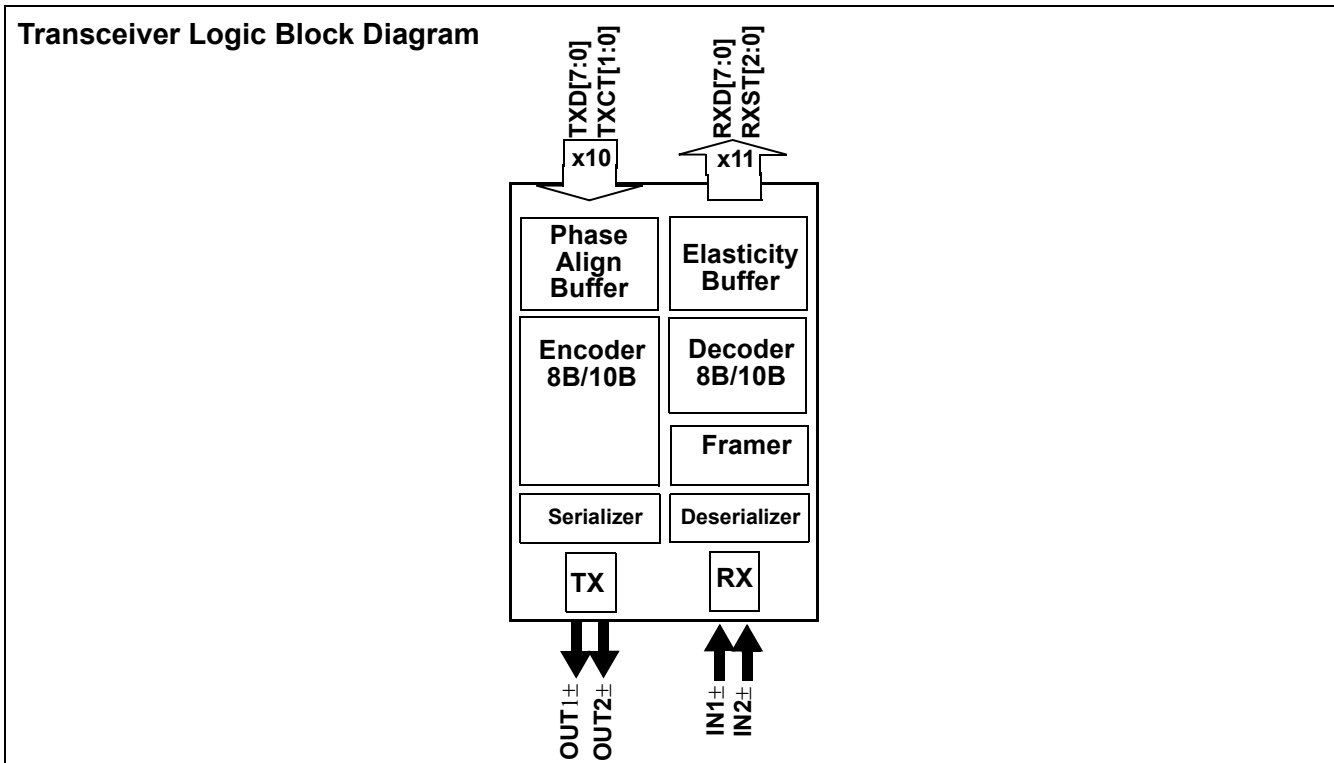 Transceiver Logic Block Diagram
TXD[7:0]
TXCT[1:0]
RXD[7:0]
RXST[2:0]
x10
x11
Phase
Align
Buffer
Elasticity
Buffer
Encoder
8B/10B
Decoder
8B/10B
Framer
Serializer
Deserializer
TX
RX
OUT1±
OUT2±
IN1±
IN2±